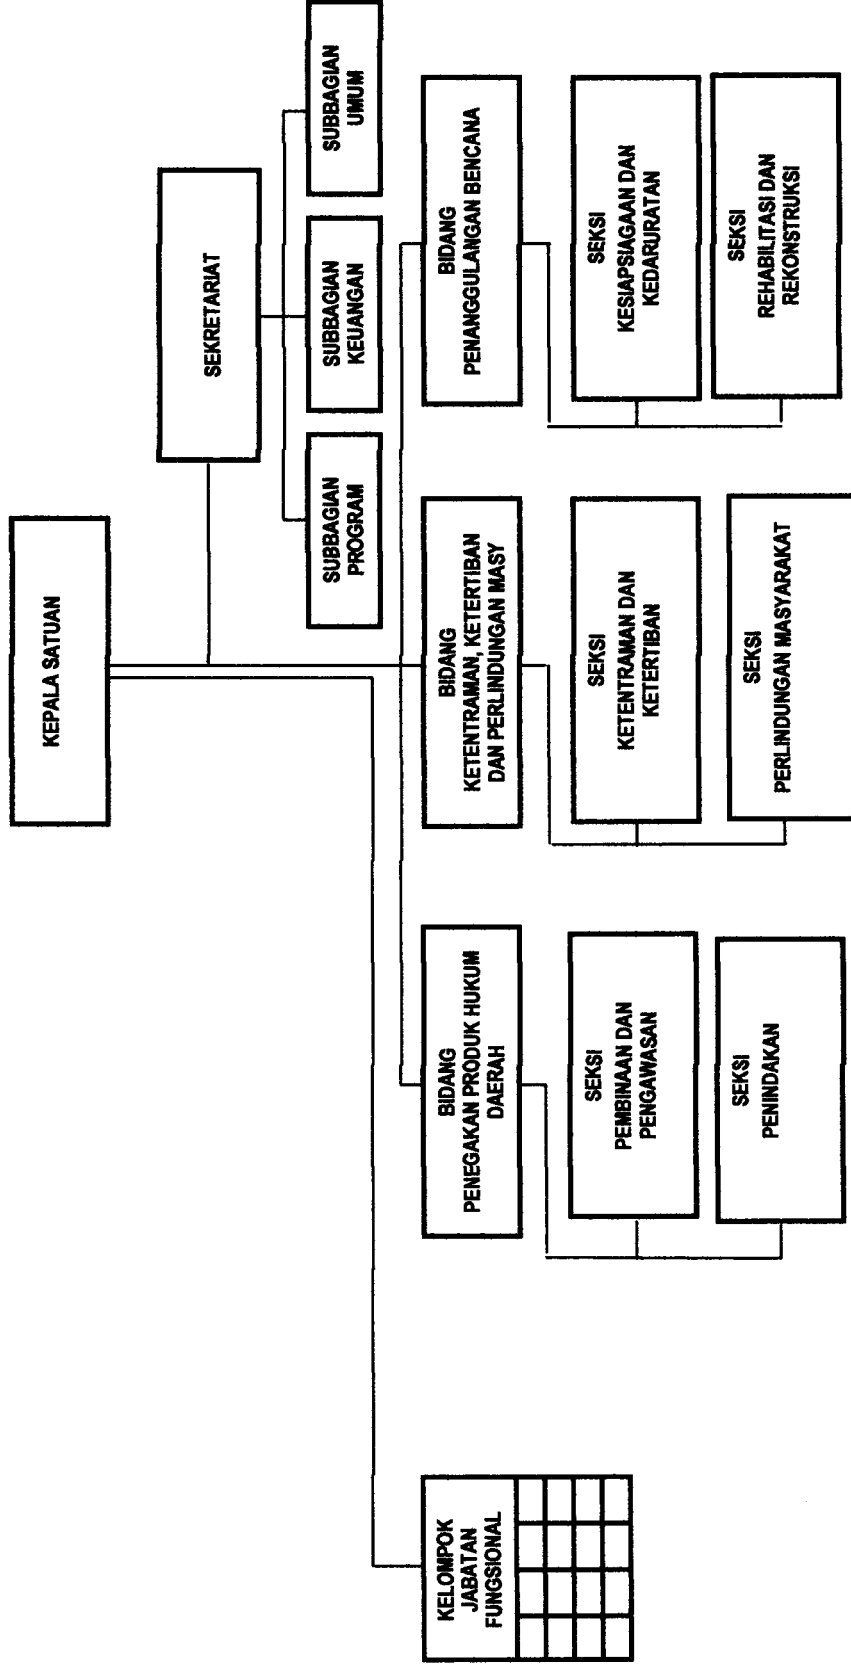 KEPALA SATUAN
SEKRETARIAT
SUBBAGIAN
PROGRAM
SUBBAGIAN
KEUANGAN
SUBBAGIAN
UMUM
KELOMPOK
JABATAN
FUNGSIONAL
BIDANG
PENEGAKAN PRODUK HUKUM
DAERAH
BIDANG
KETENTRAMAN, KETERTIBAN
DAN PERLINDUNGAN MASY
BIDANG
PENANGGULANGAN BENCANA
SEKSI
PEMBINAAN DAN
PENGAWASAN
SEKSI
KETENTRAMAN DAN
KETERTIBAN
SEKSI
KESIAPSIAGAAN DAN
KEDARURATAN
SEKSI
PENINDAKAN
SEKSI
PERLINDUNGAN MASYARAKAT
SEKSI
REHABILITASI DAN
REKONSTRUKSI